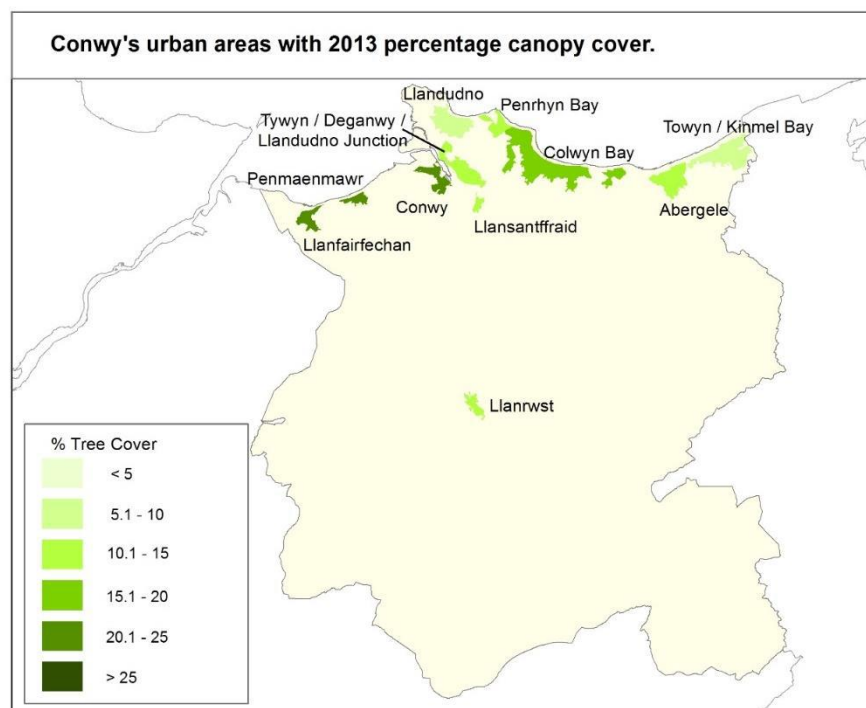 Conwy's urban areas with 2013 percentage canopy cover.
Llandudno
Penrhyn Bay
Tywyn / Deganwy /
Llandudno Junction
Towyn / Kinmel Bay
Colwyn Bay
Penmaenmawr
Conwy
Abergele
Llansantffraid
Llanfairfechan
Llanrwst
% Tree Cover
< 5
5.1 - 10
10.1 - 15
15.1 - 20
20.1 - 25
> 25